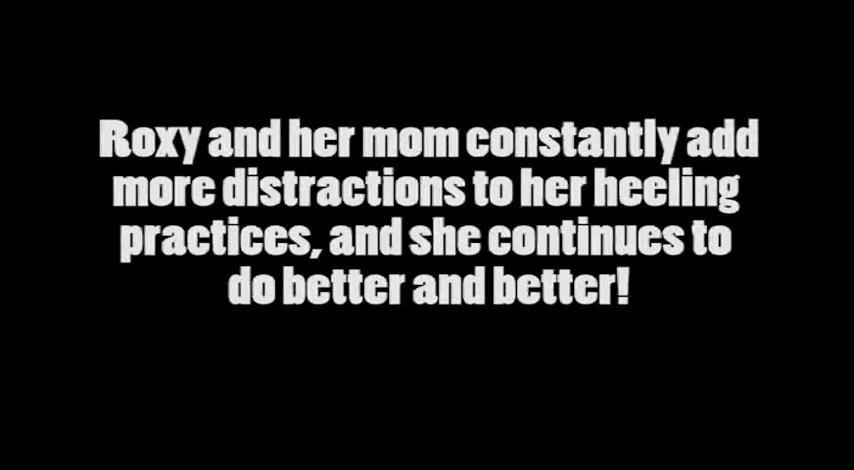 Roxy and her mom constantly add
more distractions to her heeling
practices, and she continues to
do better and better!